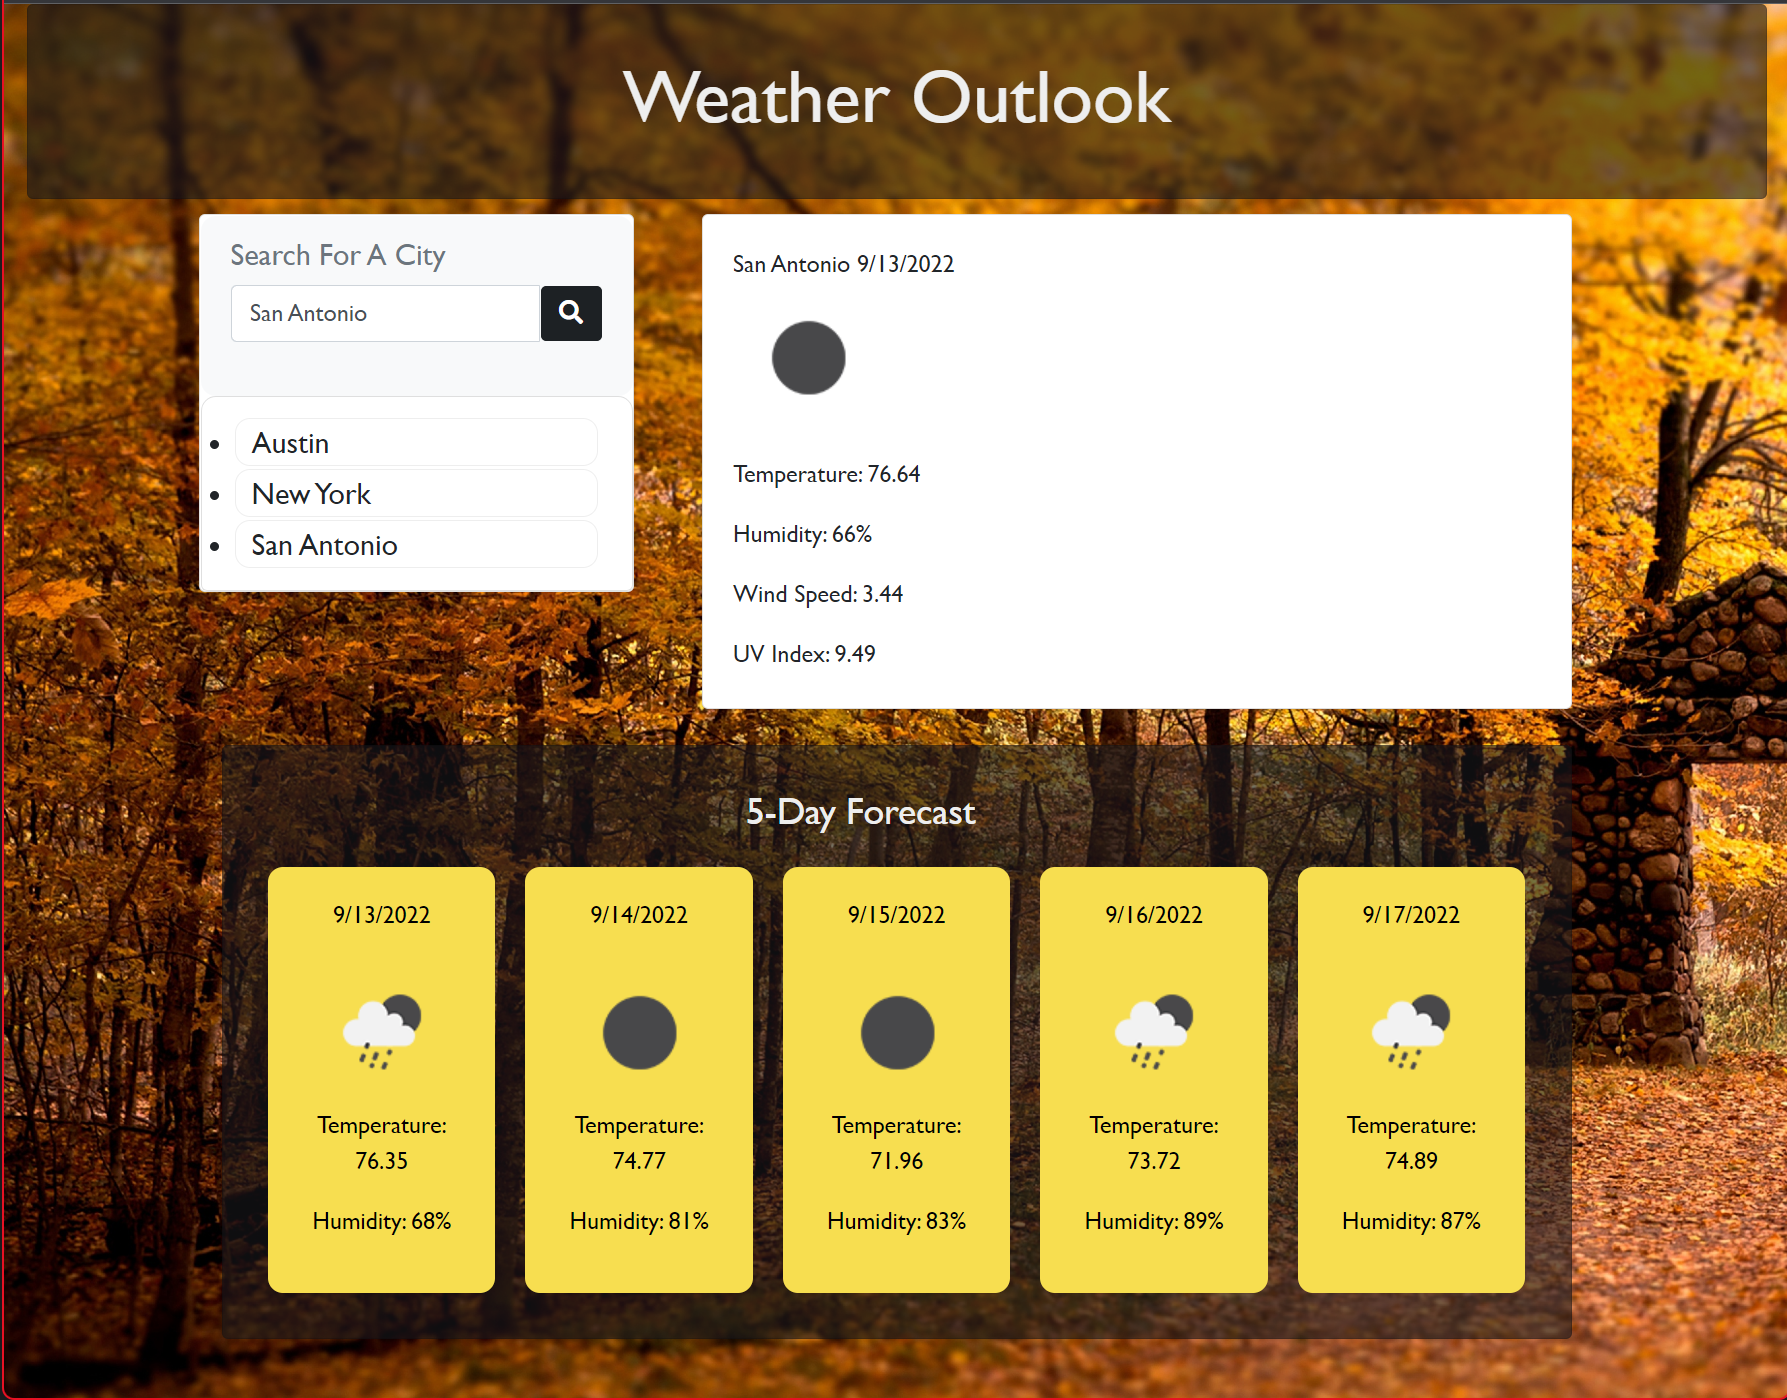 Weather Outlook
Search For A City
San Antonio
Austin
New York
San Antonio
San Antonio 9/13/2022
Temperature: 76.64
Humidity: 66%
Wind Speed: 3.44
UV Index: 9.49
5-Day Forecast
9/13/2022
Temperature:
76.35
Humidity: 68%
9/14/2022
Temperature:
74.77
Humidity: 81%
9/15/2022
Temperature:
71.96
Humidity: 83%
9/16/2022
Temperature:
73.72
Humidity: 89%
9/17/2022
Temperature:
74.89
Humidity: 87%